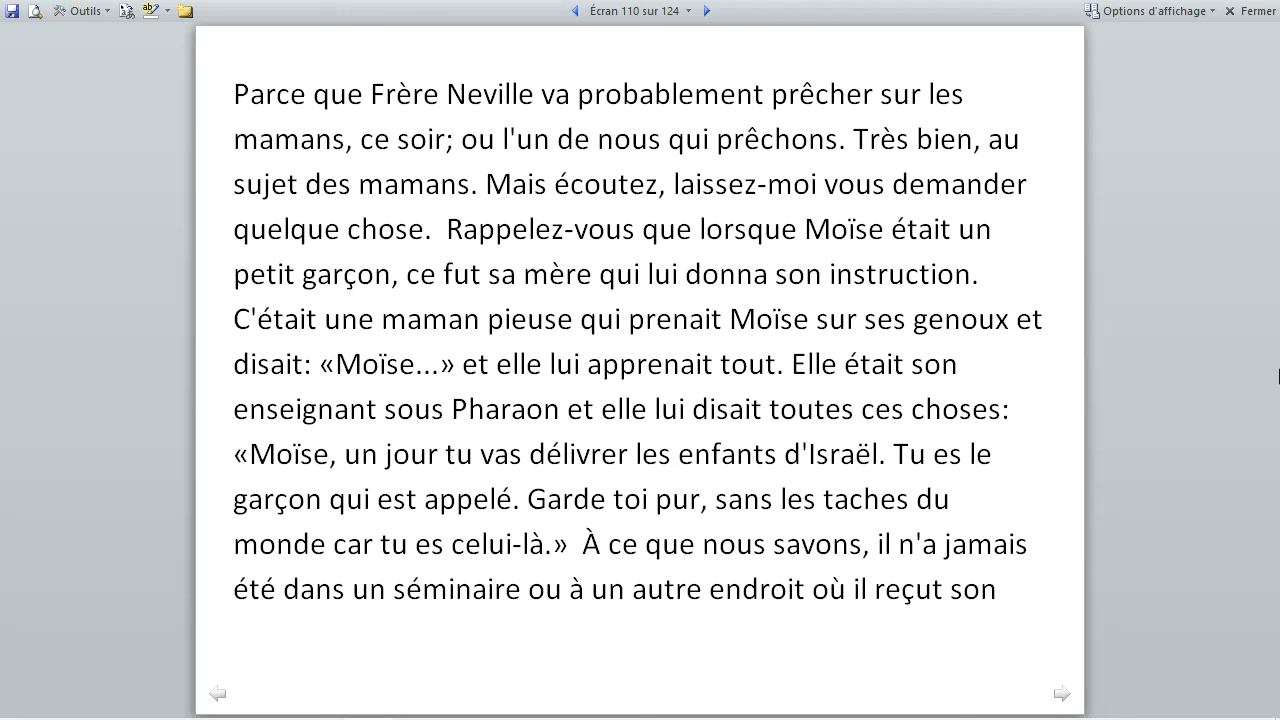 Outils
Écran 110 sur 124
Options d'affichage
Fermer
Parce que Frère Neville va probablement prêcher sur les
mamans, ce soir; ou l'un de nous qui prêchons. Très bien, au
sujet des mamans. Mais écoutez, laissez-moi vous demander
quelque chose.  Rappelez-vous que lorsque Moïse était un
petit garçon, ce fut sa mère qui lui donna son instruction.
C'était une maman pieuse qui prenait Moïse sur ses genoux et
disait: «Moïse...» et elle lui apprenait tout. Elle était son
enseignant sous Pharaon et elle lui disait toutes ces choses:
«Moïse, un jour tu vas délivrer les enfants d'Israël. Tu es le
garçon qui est appelé. Garde toi pur, sans les taches du
monde car tu es celui-là.»  À ce que nous savons, il n'a jamais
été dans un séminaire ou à un autre endroit où il reçut son